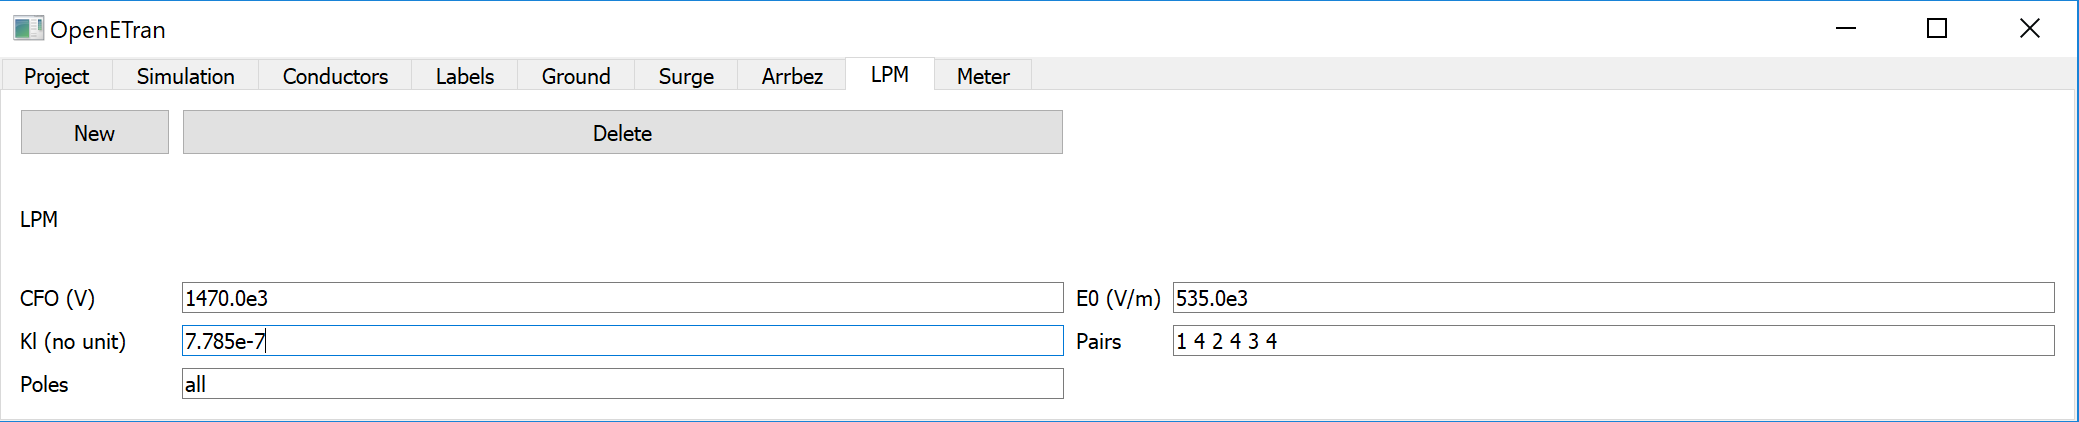 OpenETran
Project Simulation Conductors Labels Ground Surge Arrbez LPM Meter
New Delete
LPM
CFO (V) 1470.0e3 E0 (V/m) 535.0e3
Kl (no unit) 7.785e-7 Pairs 1 4 2 4 3 4
Poles all